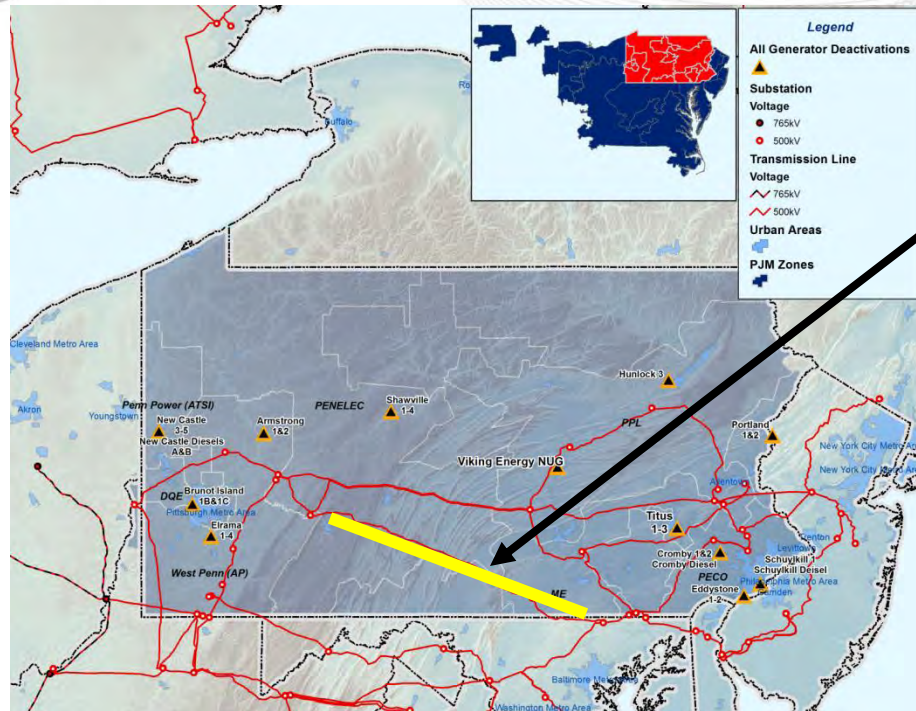 Legend
All Generator Deactivations
Substation
Voltage
765kV
500kV
Transmission Line
Voltage
765kV
500kV
Urban Areas
PJM Zones
Buffalo
Cleveland Metro Area
Akron
Youngstown
Penn Power (ATSI)
New Castle
3-5
New Castle Diesels
A&B
Armstrong
1&2
PENELEC
Shawville
1-4
Hunlock 3
PPL
Portland
1&2
New York City Metro Area
New York City Metro Area
Viking Energy NUG
Allentown
DQE
Brunot Island
1B&1C
Pittsburgh Metro Area
Elrama
1-4
West Penn (AP)
Titus
1-3
Cromby 1&2
Cromby Diesel
Trenton
Levittown
Schuylkill 1
Schuylkill Deisel
Philadelphia Metro Area
Camden
PECO
Eddystone
1-2
ME
Baltimore Metro Area
Washington Metro Area